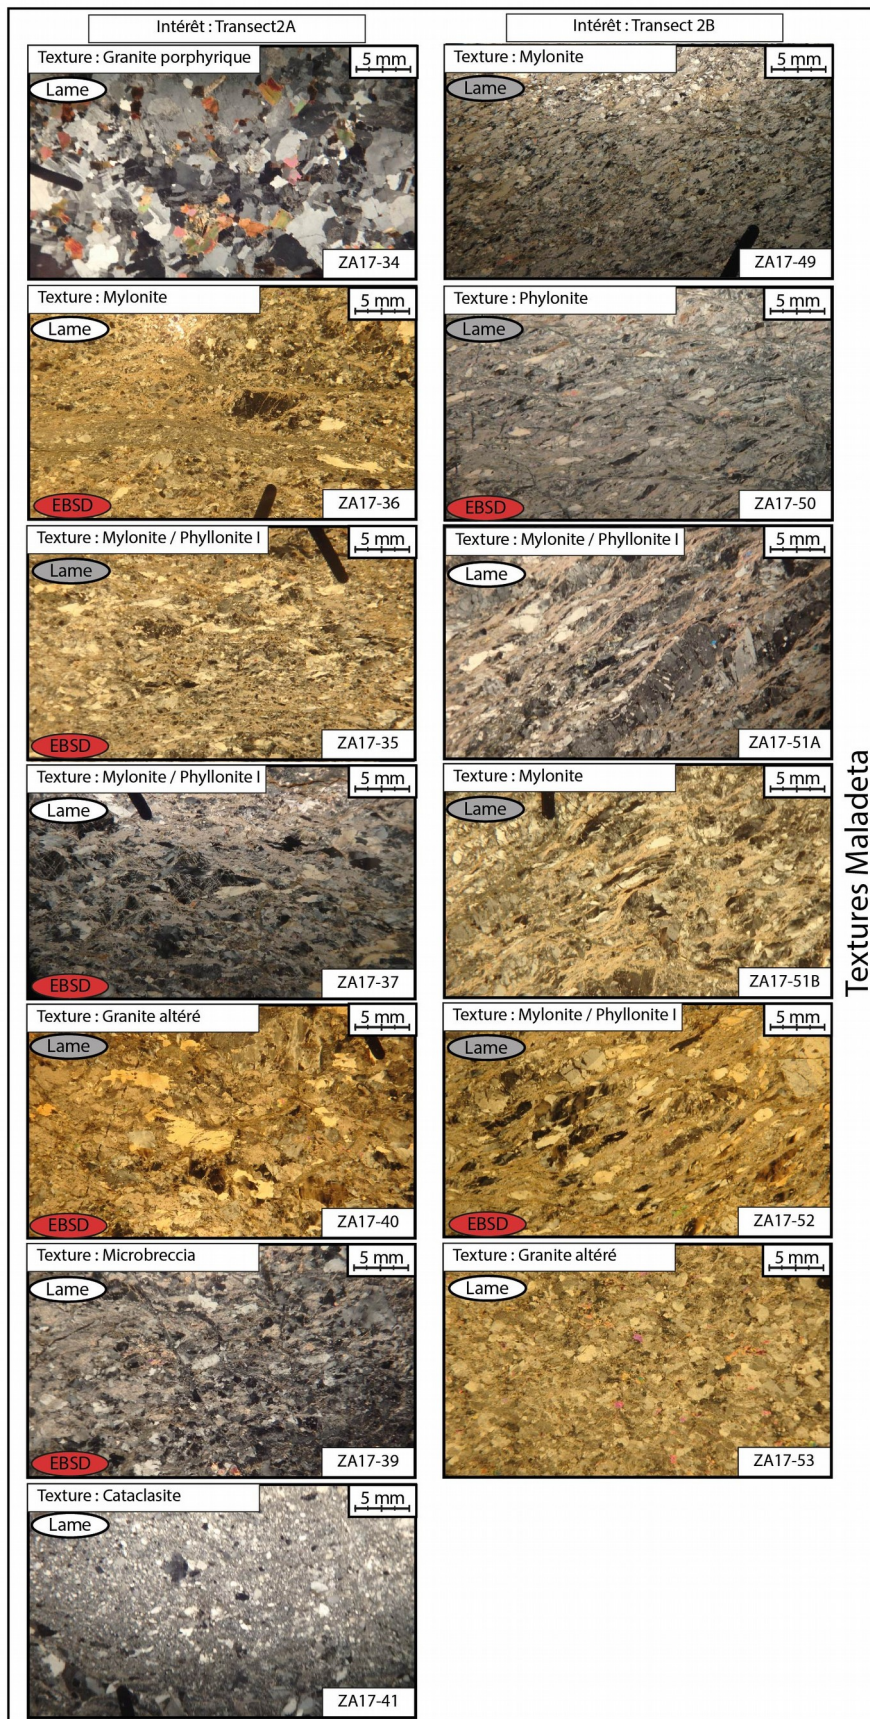 Intérêt : Transect2A
Texture : Granite porphyrique
5 mm
Lame
ZA17-34
Texture : Mylonite
5 mm
Lame
EBSD
ZA17-36
Texture : Mylonite / Phyllonite I
5 mm
Lame
EBSD
ZA17-35
Texture : Mylonite / Phyllonite I
5 mm
Lame
EBSD
ZA17-37
Texture : Granite altéré
5 mm
Lame
EBSD
ZA17-40
Texture : Microbreccia
5 mm
Lame
EBSD
ZA17-39
Texture : Cataclasite
5 mm
Lame
ZA17-41
Intérêt : Transect 2B
Texture : Mylonite
5 mm
Lame
ZA17-49
Texture : Phylonite
5 mm
Lame
EBSD
ZA17-50
Texture : Mylonite / Phyllonite I
5 mm
Lame
ZA17-51A
Texture : Mylonite
5 mm
Lame
ZA17-51B
Texture : Mylonite / Phyllonite I
5 mm
Lame
EBSD
ZA17-52
Texture : Granite altéré
5 mm
Lame
ZA17-53
Textures Maladeta